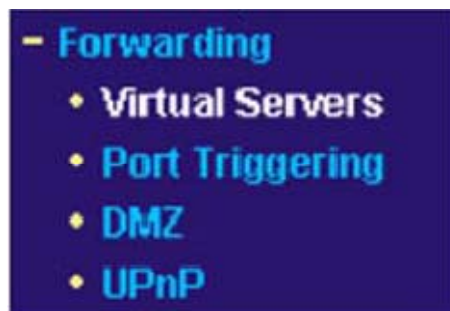 – Forwarding
• Virtual Servers
• Port Triggering
• DMZ
• UPnP